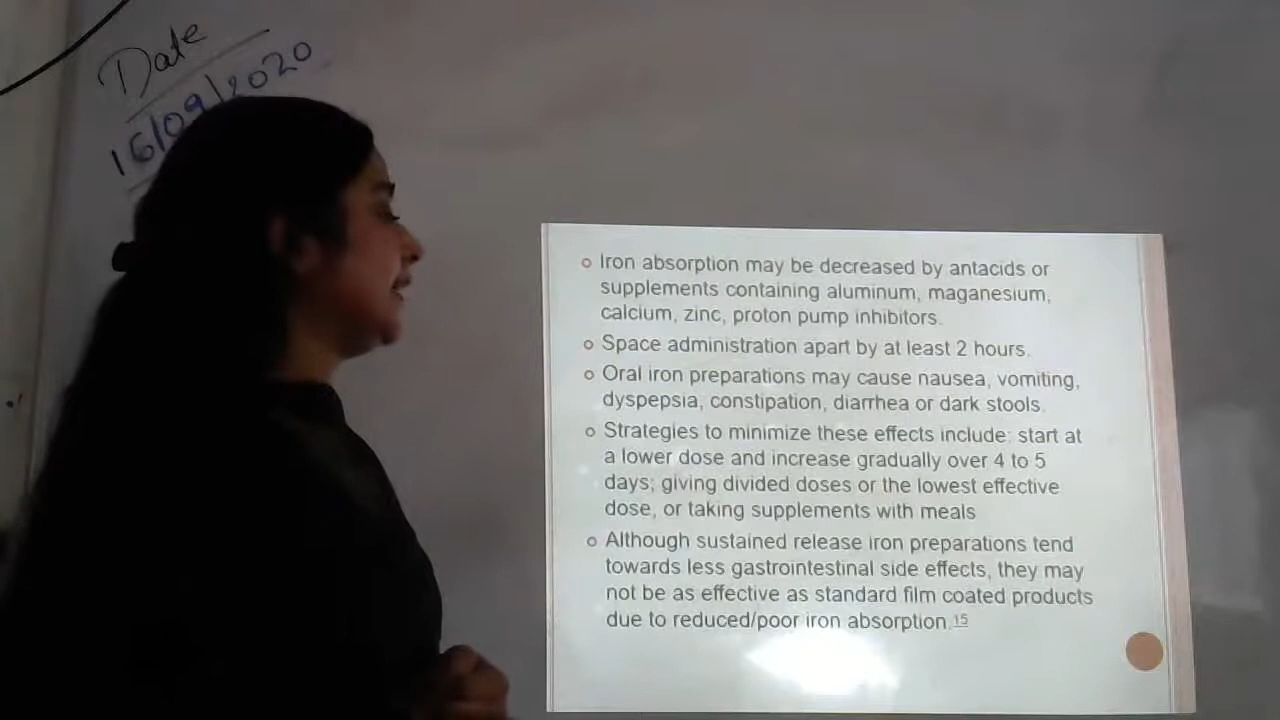 Date
16/09/2020
Iron absorption may be decreased by antacids or
supplements containing aluminum, maganesium,
calcium, zinc, proton pump inhibitors.
Space administration apart by at least 2 hours.
Oral iron preparations may cause nausea, vomiting,
dyspepsia, constipation, diarrhea or dark stools.
Strategies to minimize these effects include: start at
a lower dose and increase gradually over 4 to 5
days; giving divided doses or the lowest effective
dose, or taking supplements with meals
Although sustained release iron preparations tend
towards less gastrointestinal side effects, they may
not be as effective as standard film coated products
due to reduced/poor iron absorption.15